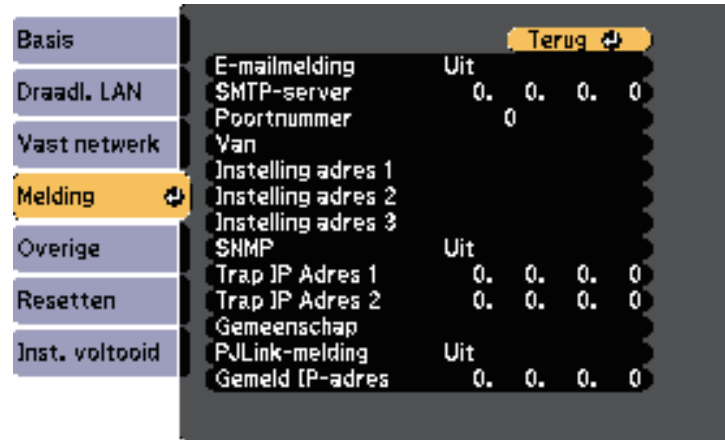 Basis
Draadl. LAN
Vast netwerk
Melding
Overige
Resetten
Inst. voltooid
Terug
E-mailmelding Uit
SMTP-server 0. 0. 0. 0
Poortnummer 0
Van
Instelling adres 1
Instelling adres 2
Instelling adres 3
SNMP Uit
Trap IP Adres 1 0. 0. 0. 0
Trap IP Adres 2 0. 0. 0. 0
Gemeenschap
PJLink-melding Uit
Gemeld IP-adres 0. 0. 0. 0